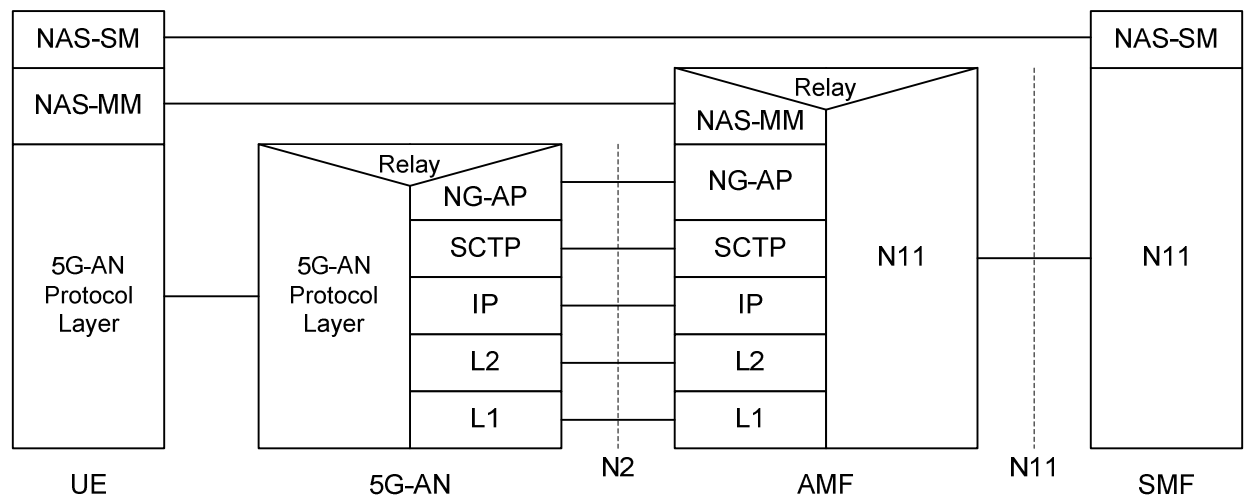 NAS-SM
NAS-SM
NAS-MM
Relay
NAS-MM
Relay
NG-AP
NG-AP
5G-AN
Protocol
Layer
5G-AN
Protocol
Layer
SCTP
SCTP
N11
N11
IP
IP
L2
L2
L1
L1
N2
N11
UE
5G-AN
AMF
SMF